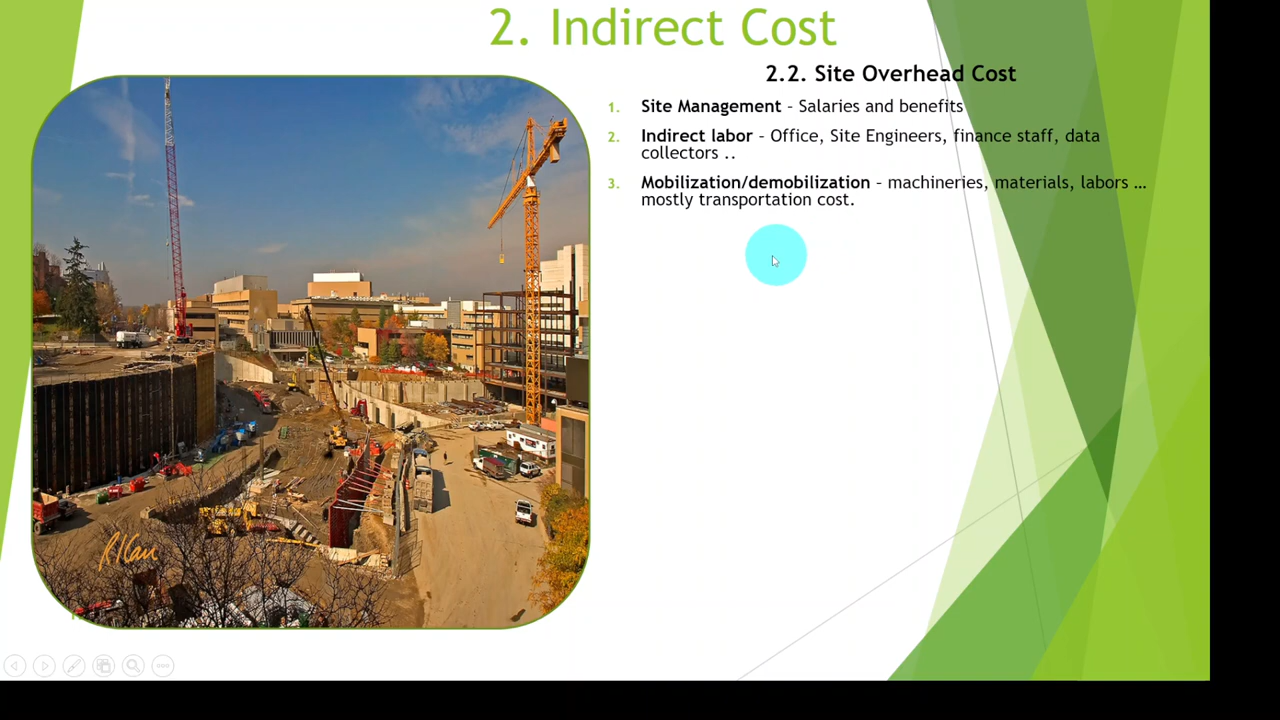 2. Indirect Cost
2.2. Site Overhead Cost
1. Site Management – Salaries and benefits
2. Indirect labor – Office, Site Engineers, finance staff, data
collectors ..
3. Mobilization/demobilization – machineries, materials, labors …
mostly transportation cost.